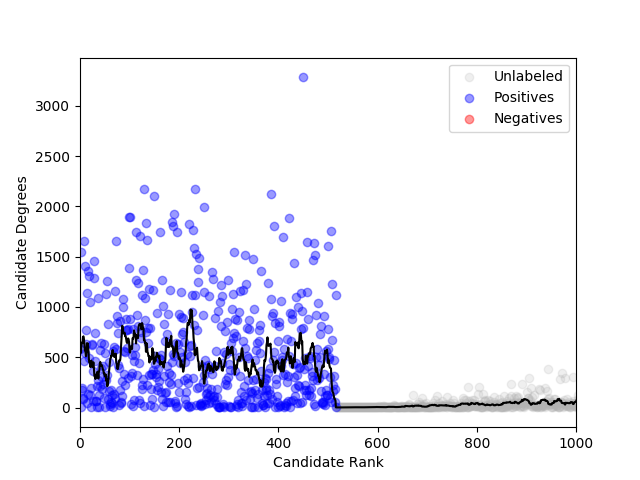 Unlabeled
Positives
Negatives
3000
2500
2000
1500
1000
500
0
Candidate Degrees
0 200 400 600 800 1000
Candidate Rank